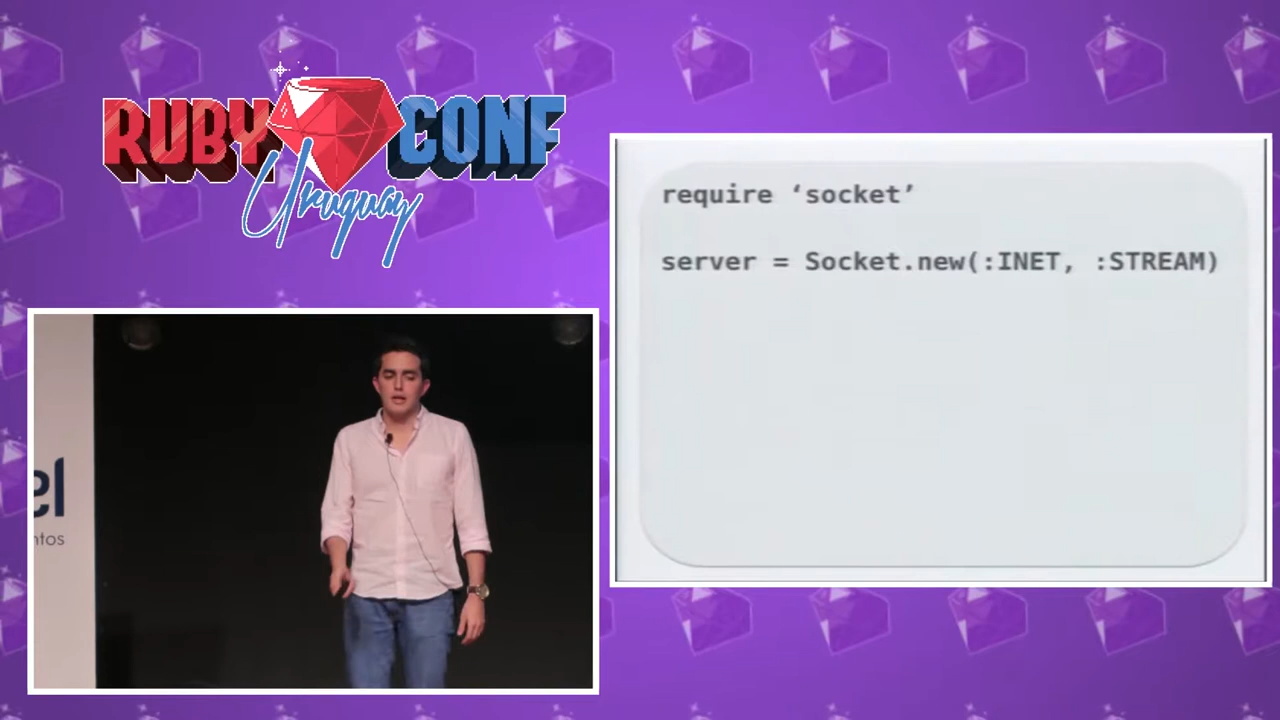 RUBY CONF
Uruguay
require ‘socket’
server = Socket.new(:INET, :STREAM)
el
ntos